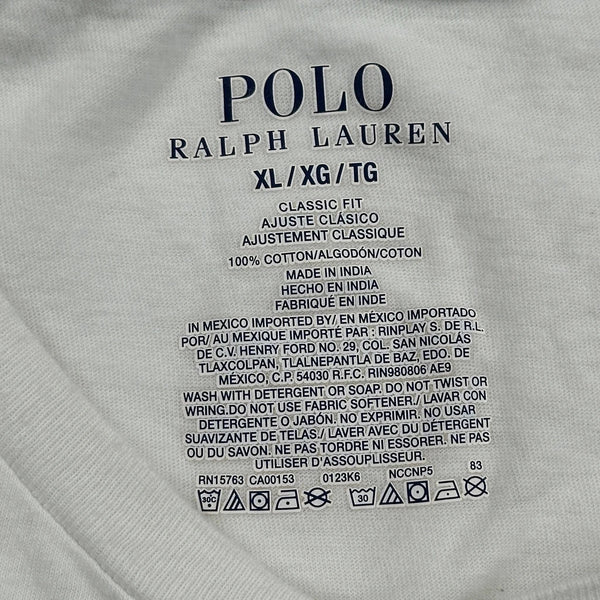 POLO
RALPH LAUREN
XL / XG / TG
CLASSIC FIT
AJUSTE CLÁSICO
AJUSTEMENT CLASSIQUE
100% COTTON/ALGODÓN/COTON
MADE IN INDIA
HECHO EN INDIA
FABRIQUÉ EN INDE
IN MEXICO IMPORTED BY/ EN MÉXICO IMPORTADO
POR/ AU MEXIQUE IMPORTÉ PAR : RINPLAY S. DE R.L.
DE C.V. HENRY FORD NO. 29, COL. SAN NICOLÁS
TLAXCOLPAN, TLALNEPANTLA DE BAZ, EDO. DE
MÉXICO, C.P. 54030 R.F.C. RIN980806 AE9
WASH WITH DETERGENT OR SOAP. DO NOT TWIST OR
WRING.DO NOT USE FABRIC SOFTENER./ LAVAR CON
DETERGENTE O JABÓN. NO EXPRIMIR. NO USAR
SUAVIZANTE DE TELAS./ LAVER AVEC DU DÉTERGENT
OU DU SAVON. NE PAS TORDRE NI ESSORER. NE PAS
UTILISER D'ASSOUPLISSEUR.
RN15763 CA00153 0123K6 NCCNP5 83
30C 30